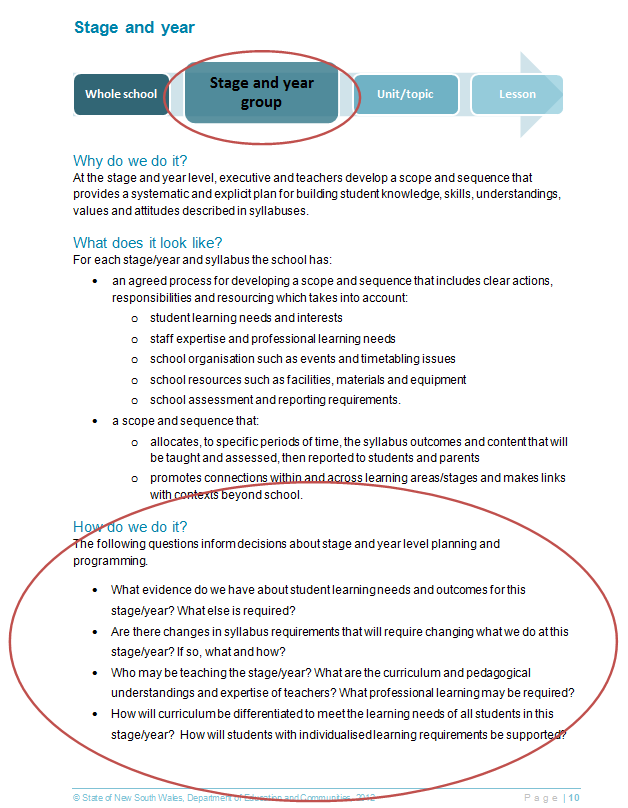 Stage and year
Whole school
Stage and year
group
Unit/topic
Lesson
Why do we do it?
At the stage and year level, executive and teachers develop a scope and sequence that
provides a systematic and explicit plan for building student knowledge, skills, understandings,
values and attitudes described in syllabuses.
What does it look like?
For each stage/year and syllabus the school has:
• an agreed process for developing a scope and sequence that includes clear actions,
responsibilities and resourcing which takes into account:
o student learning needs and interests
o staff expertise and professional learning needs
o school organisation such as events and timetabling issues
o school resources such as facilities, materials and equipment
o school assessment and reporting requirements.
• a scope and sequence that:
o allocates, to specific periods of time, the syllabus outcomes and content that will
be taught and assessed, then reported to students and parents
o promotes connections within and across learning areas/stages and makes links
with contexts beyond school.
How do we do it?
The following questions inform decisions about stage and year level planning and
programming.
• What evidence do we have about student learning needs and outcomes for this
stage/year? What else is required?
• Are there changes in syllabus requirements that will require changing what we do at this
stage/year? If so, what and how?
• Who may be teaching the stage/year? What are the curriculum and pedagogical
understandings and expertise of teachers? What professional learning may be required?
• How will curriculum be differentiated to meet the learning needs of all students in this
stage/year? How will students with individualised learning requirements be supported?
© State of New South Wales, Department of Education and Communities, 2012
Page | 10